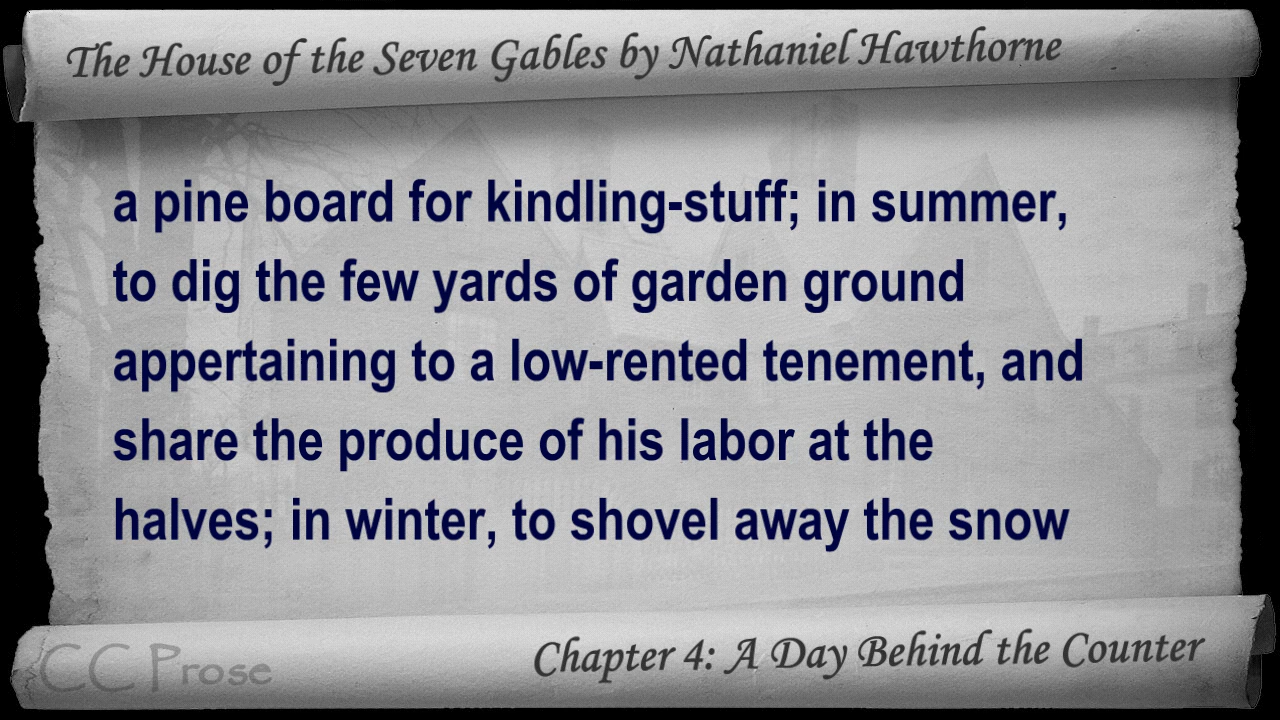 The House of the Seven Gables by Nathaniel Hawthorne
a pine board for kindling-stuff; in summer,
to dig the few yards of garden ground
appertaining to a low-rented tenement, and
share the produce of his labor at the
halves; in winter, to shovel away the snow
CC Prose
Chapter 4: A Day Behind the Counter